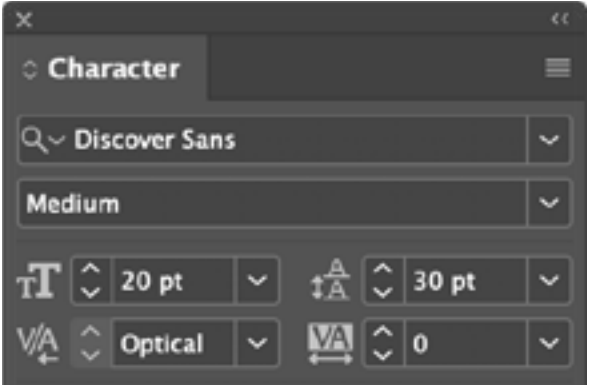 Character
Discover Sans
Medium
20 pt 30 pt
Optical 0